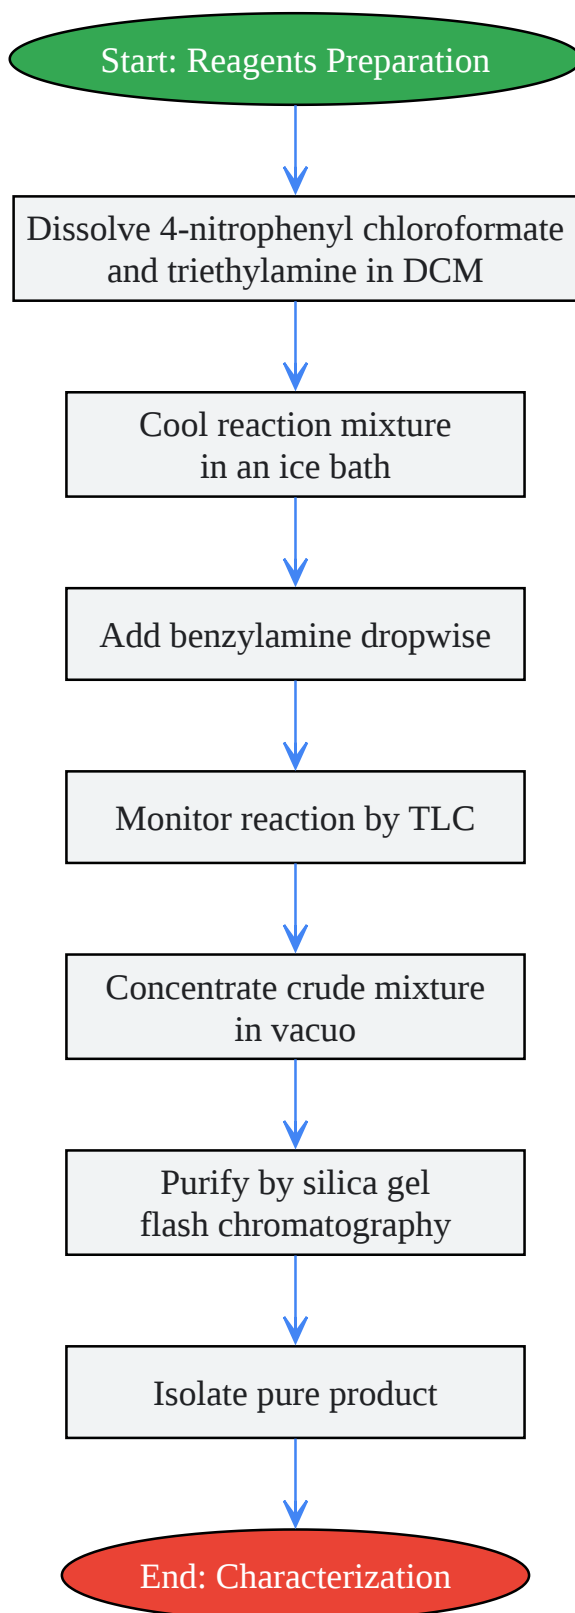 Start: Reagents Preparation
Dissolve 4-nitrophenyl chloroformate
and triethylamine in DCM
Cool reaction mixture
in an ice bath
Add benzylamine dropwise
Monitor reaction by TLC
Concentrate crude mixture
in vacuo
Purify by silica gel
flash chromatography
Isolate pure product
End: Characterization